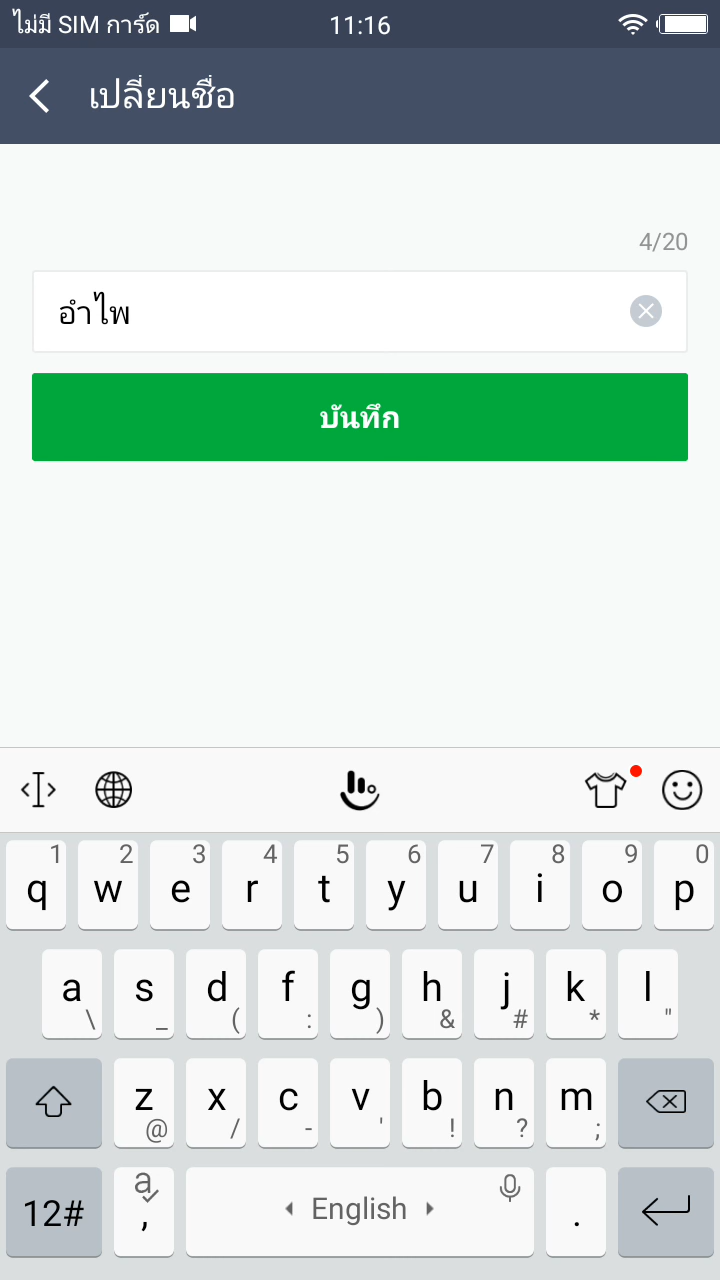 ไม่มี SIM การ์ด 11:16
เปลี่ยนชื่อ
4/20
อำไพ
บันทึก
1 2 3 4 5 6 7 8 9 0
q w e r t y u i o p
a s d f g h j k l
\ _ ( : ) & # * "
z x c v b n m
@ / - ' ! ? ;
12# a , English .